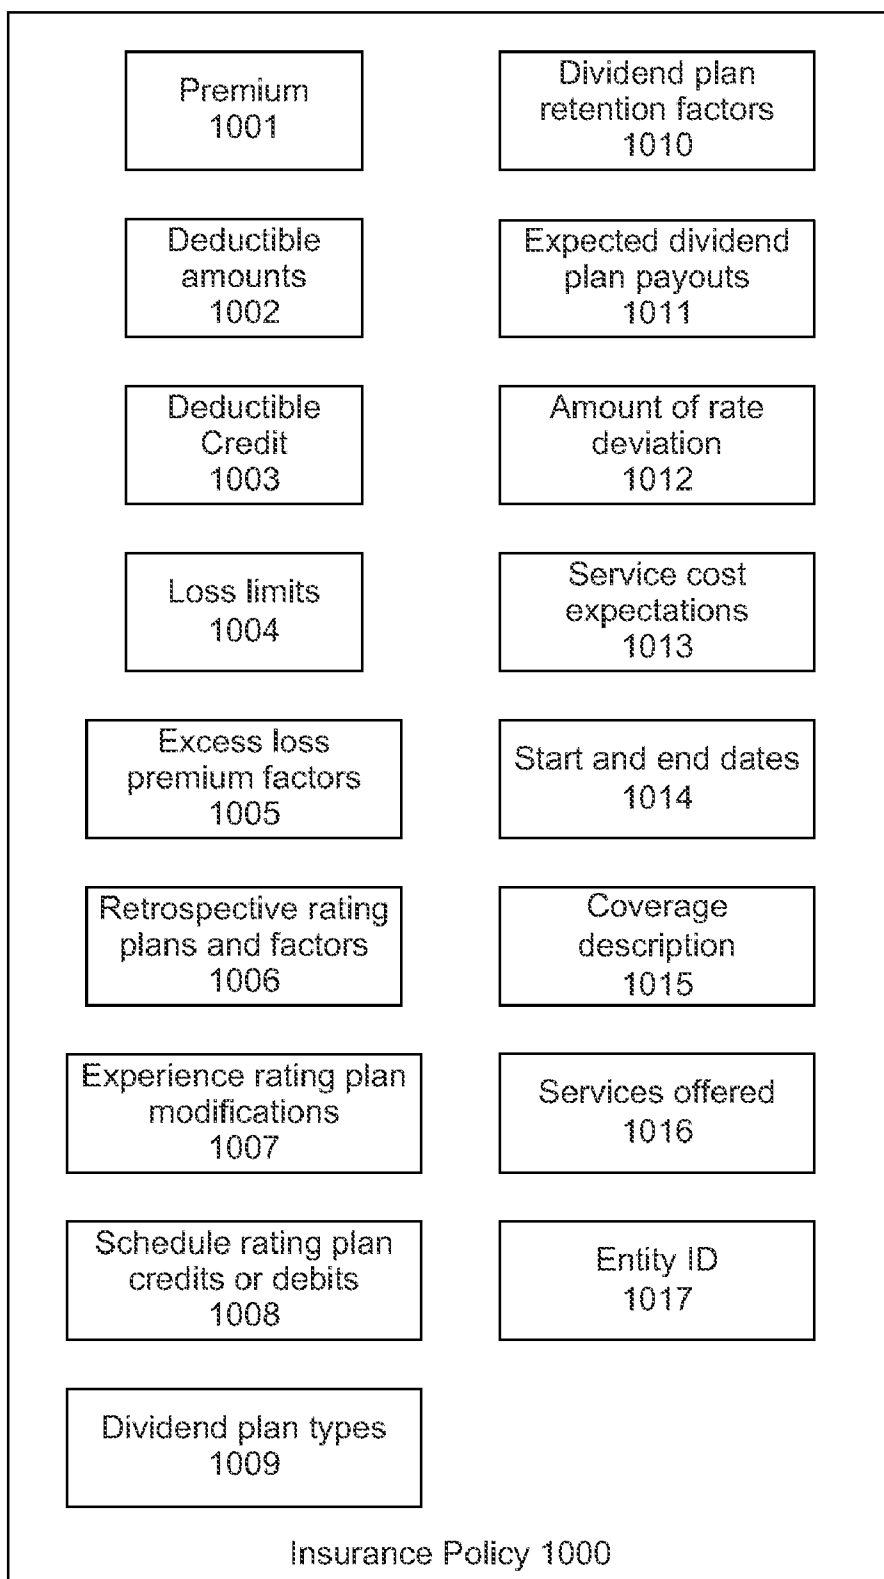 Premium
1001
Deductible
amounts
1002
Deductible
Credit
1003
Loss limits
1004
Excess loss
premium factors
1005
Retrospective rating
plans and factors
1006
Experience rating plan
modifications
1007
Schedule rating plan
credits or debits
1008
Dividend plan types
1009
Dividend plan
retention factors
1010
Expected dividend
plan payouts
1011
Amount of rate
deviation
1012
Service cost
expectations
1013
Start and end dates
1014
Coverage
description
1015
Services offered
1016
Entity ID
1017
Insurance Policy 1000